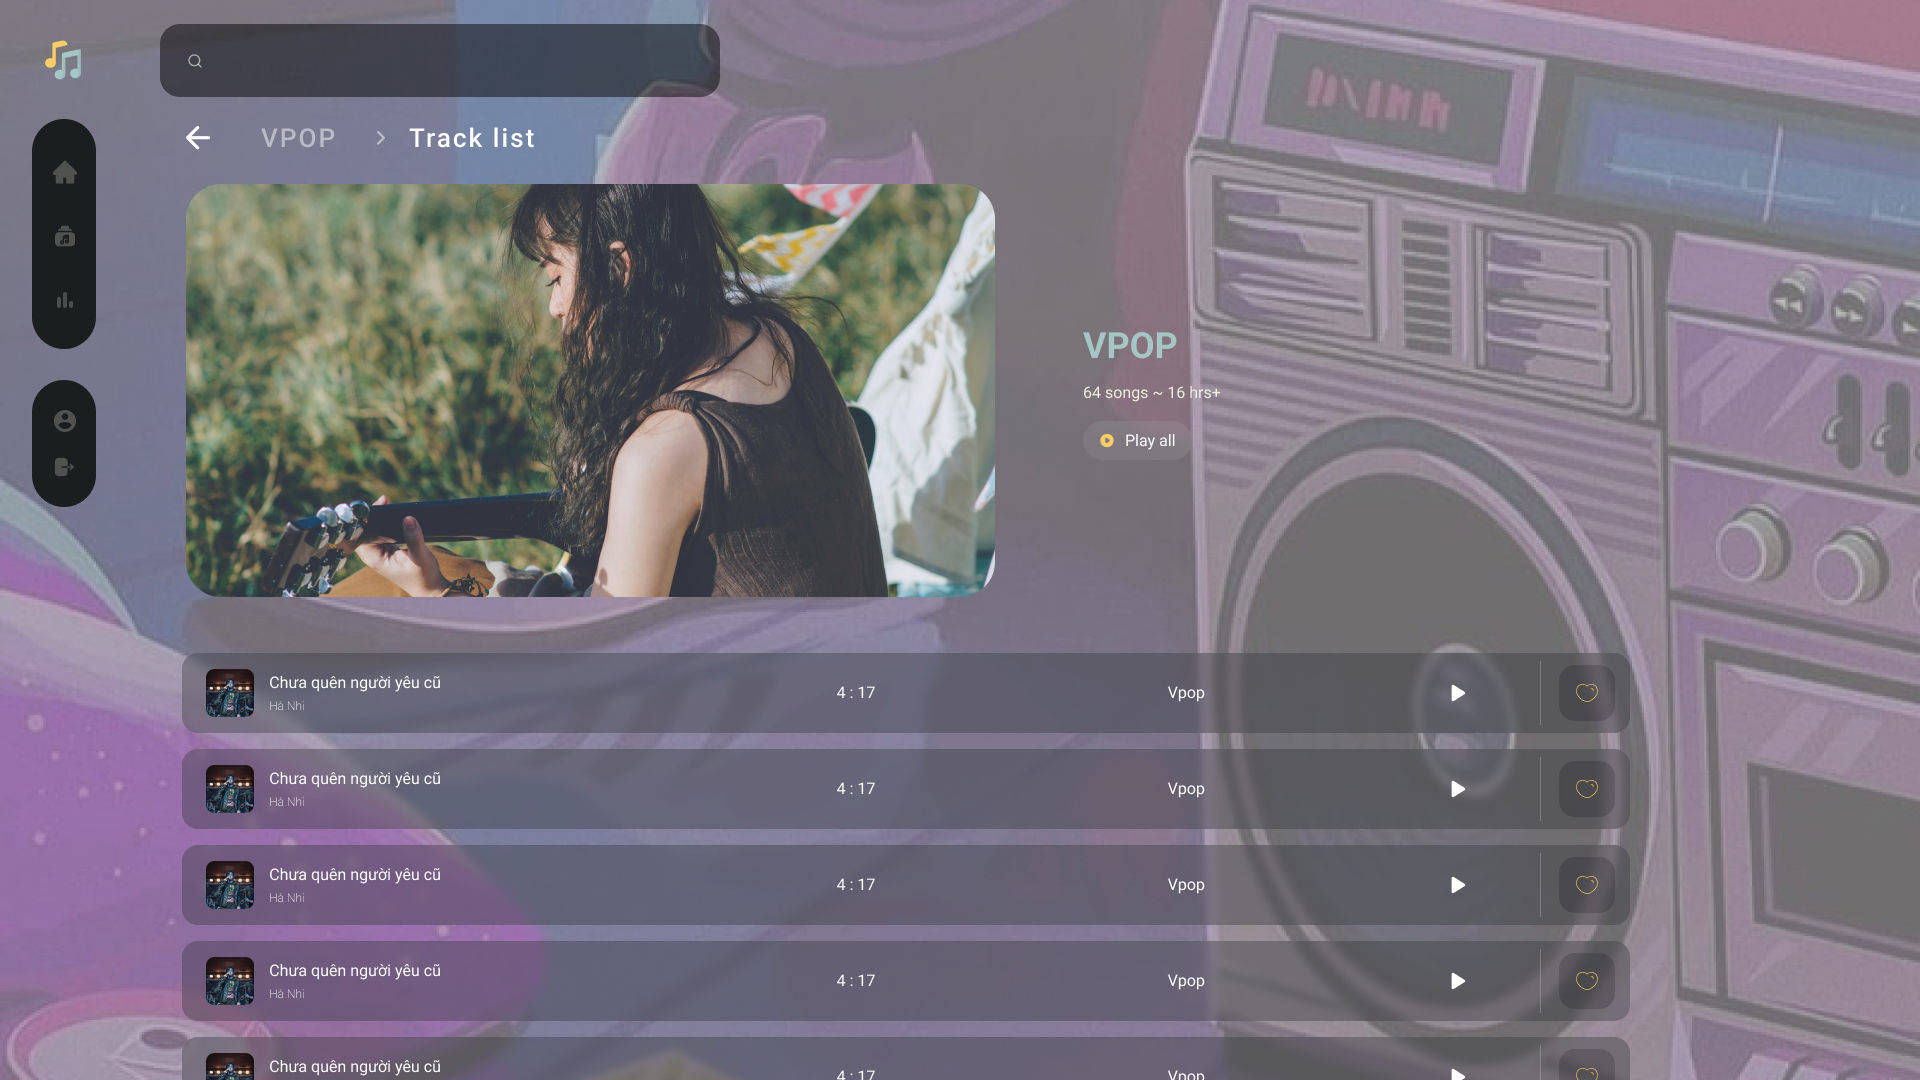 VPOP > Track list
VPOP
64 songs ~ 16 hrs+
Play all
Chưa quên người yêu cũ
Hà Nhi
4 : 17
Vpop
Chưa quên người yêu cũ
Hà Nhi
4 : 17
Vpop
Chưa quên người yêu cũ
Hà Nhi
4 : 17
Vpop
Chưa quên người yêu cũ
Hà Nhi
4 : 17
Vpop
Chưa quên người yêu cũ
4 : 17
Vpop